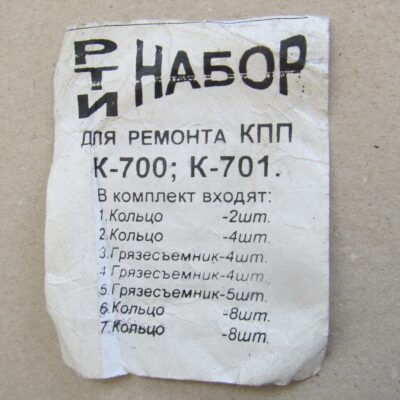 РТИ НАБОР
ДЛЯ РЕМОНТА КПП
К-700; К-701.
В комплект входят:
1.Кольцо -2шт.
2.Кольцо -4шт.
3.Грязесъемник-4шт.
4 Грязесъемник-4шт.
5.Грязесъемник-5шт.
6.Кольцо -8шт.
7.Кольцо -8шт.